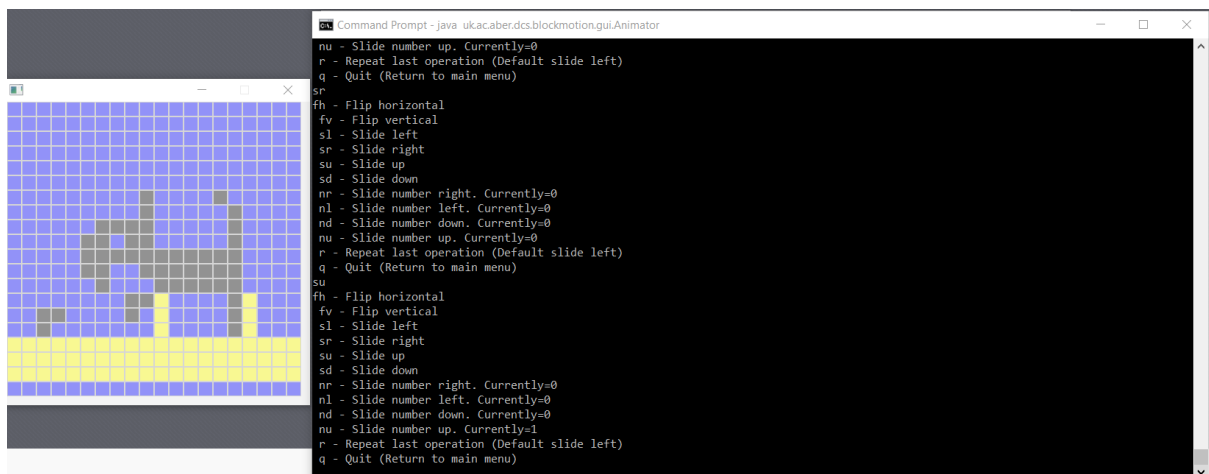 Command Prompt - java uk.ac.aber.dcs.blockmotion.gui.Animator
nu - Slide number up. Currently=0
r - Repeat last operation (Default slide left)
q - Quit (Return to main menu)
sr
fh - Flip horizontal
fv - Flip vertical
sl - Slide left
sr - Slide right
su - Slide up
sd - Slide down
nr - Slide number right. Currently=0
nl - Slide number left. Currently=0
nd - Slide number down. Currently=0
nu - Slide number up. Currently=0
r - Repeat last operation (Default slide left)
q - Quit (Return to main menu)
su
fh - Flip horizontal
fv - Flip vertical
sl - Slide left
sr - Slide right
su - Slide up
sd - Slide down
nr - Slide number right. Currently=0
nl - Slide number left. Currently=0
nd - Slide number down. Currently=0
nu - Slide number up. Currently=1
r - Repeat last operation (Default slide left)
q - Quit (Return to main menu)